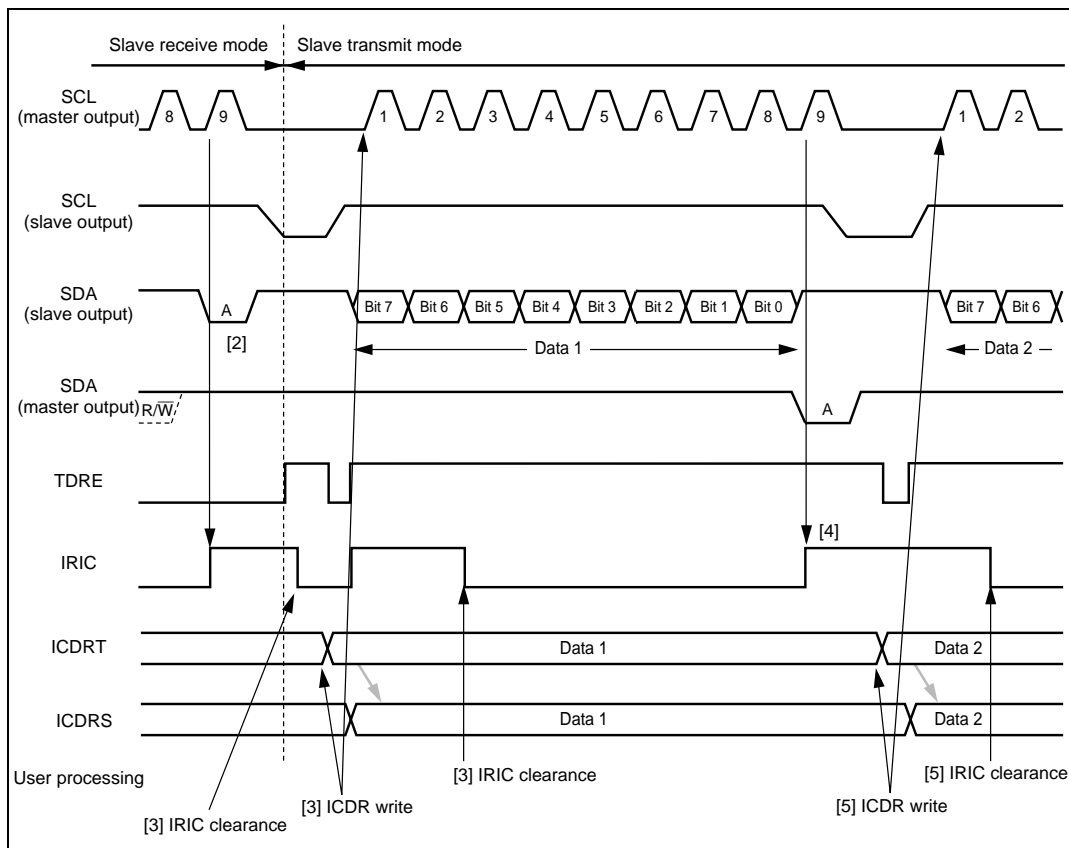 Slave receive mode Slave transmit mode
SCL
(master output)
8 9 1 2 3 4 5 6 7 8 9 1 2
SCL
(slave output)
SDA
(slave output)
A
Bit 7 Bit 6 Bit 5 Bit 4 Bit 3 Bit 2 Bit 1 Bit 0 Bit 7 Bit 6
[2]
Data 1 Data 2
SDA
(master output)
R/W̅
A
TDRE
[4]
IRIC
ICDRT
Data 1 Data 2
ICDRS
Data 1 Data 2
User processing
[3] IRIC clearance
[3] ICDR write
[3] IRIC clearance
[5] ICDR write
[5] IRIC clearance